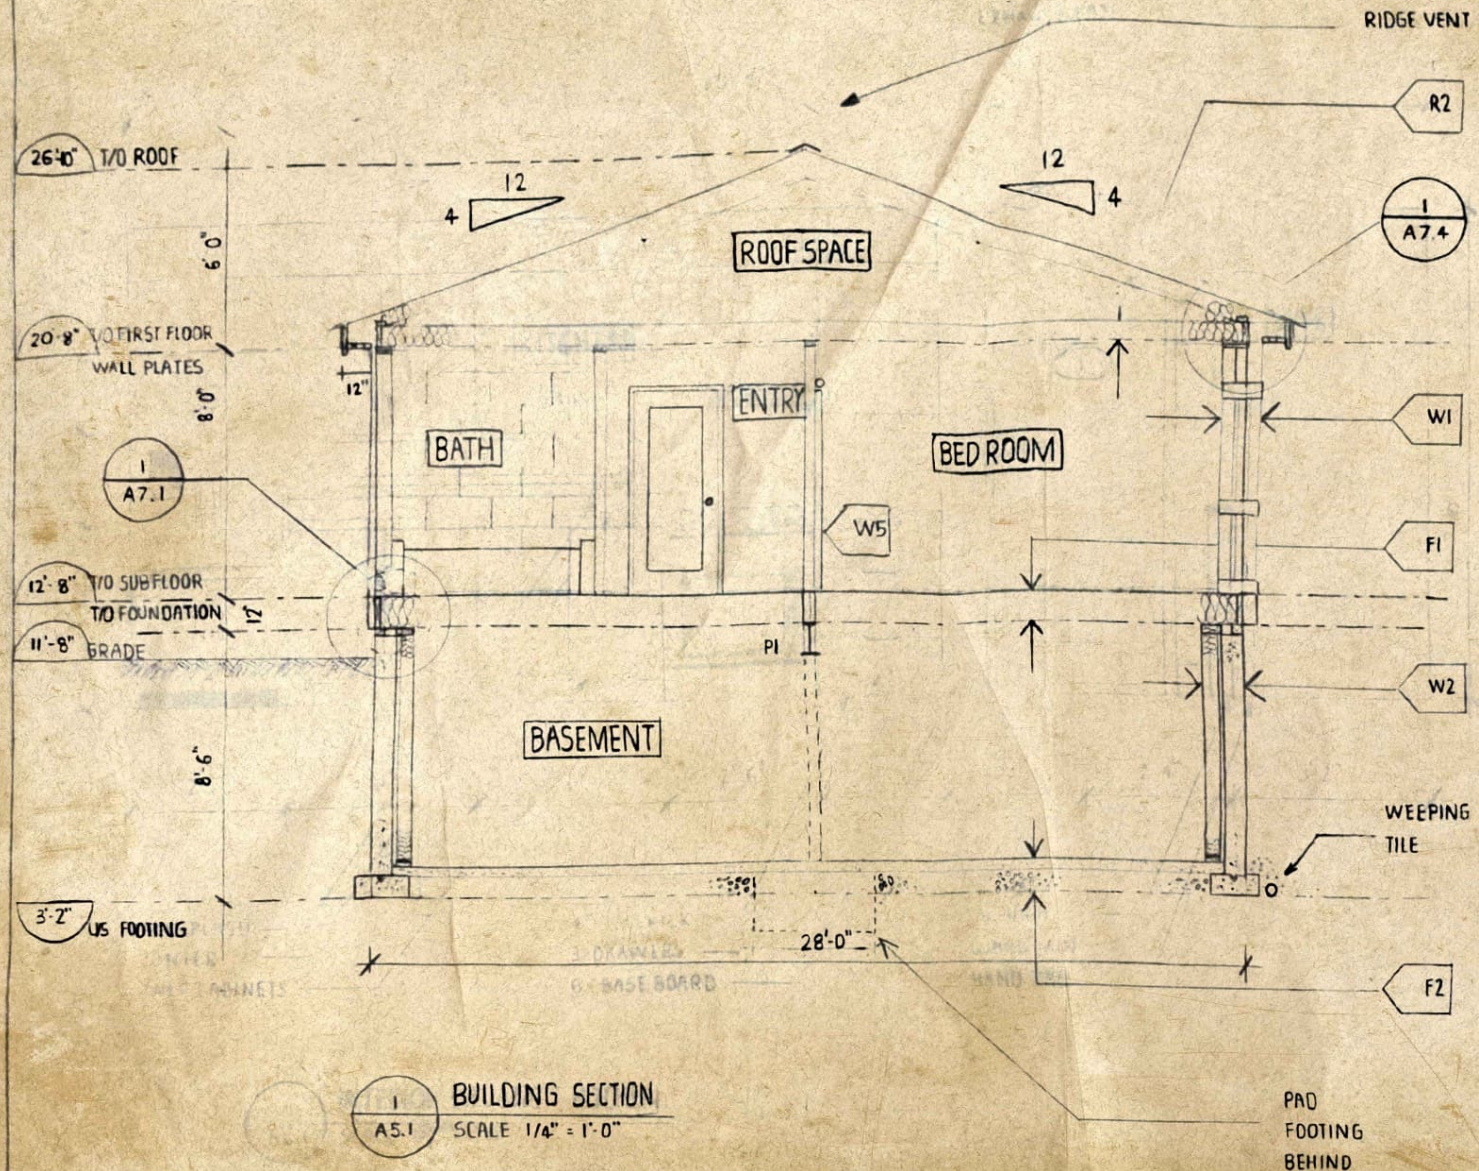 RIDGE VENT
R2
26'-10" T/O ROOF
12
4
12
4
1
A7.4
ROOF SPACE
6'0"
20'-8" T/O FIRST FLOOR
WALL PLATES
12"
8'-0"
ENTRY
W1
BATH
BED ROOM
1
A7.1
W5
F1
12'-8" T/O SUBFLOOR
T/O FOUNDATION
12"
11'-8" GRADE
P1
W2
BASEMENT
8'-6"
WEEPING
TILE
3'-2" U/S FOOTING
28'-0"
BASE BOARD
F2
1
A5.1
BUILDING SECTION
SCALE 1/4" = 1'-0"
PAD
FOOTING
BEHIND